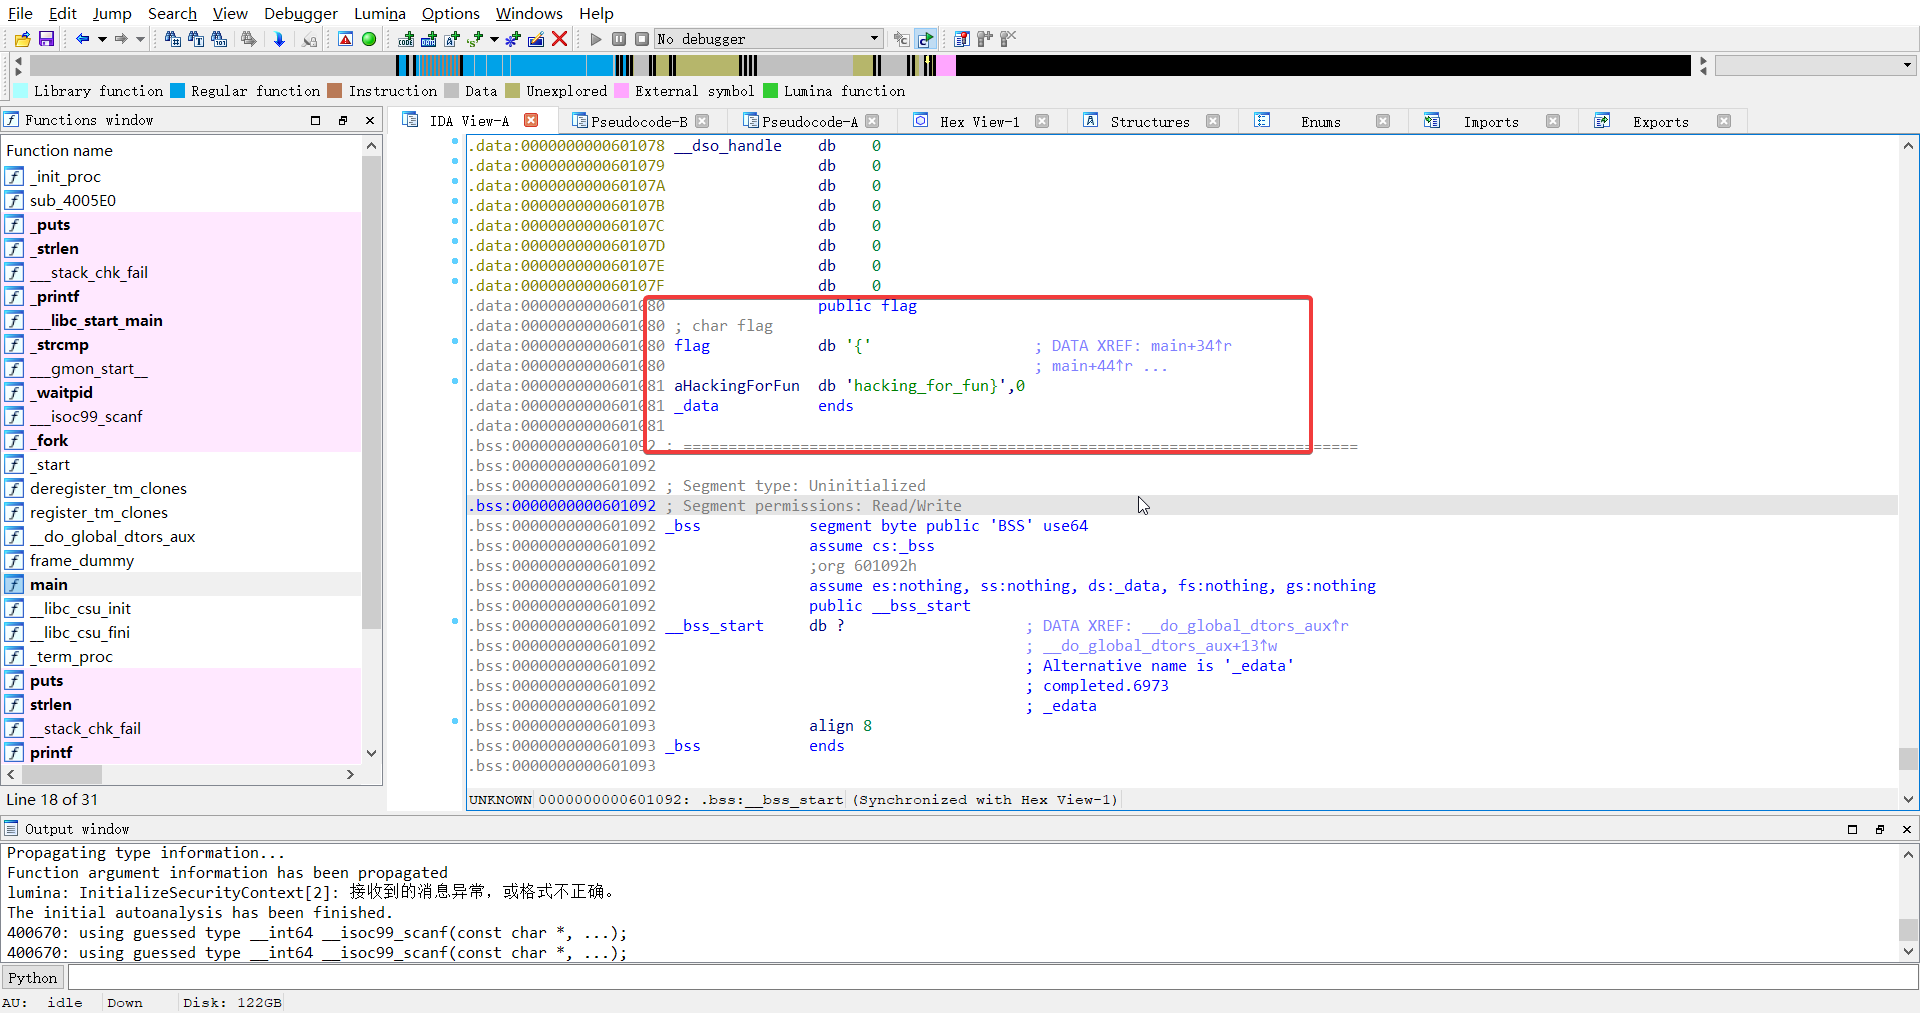 File Edit Jump Search View Debugger Lumina Options Windows Help
No debugger
Library function Regular function Instruction Data Unexplored External symbol Lumina function
Functions window
IDA View-A Pseudocode-B Pseudocode-A Hex View-1 Structures Enums Imports Exports
Function name
_init_proc
sub_4005E0
_puts
_strlen
___stack_chk_fail
_printf
___libc_start_main
_strcmp
___gmon_start__
_waitpid
___isoc99_scanf
_fork
_start
deregister_tm_clones
register_tm_clones
__do_global_dtors_aux
frame_dummy
main
__libc_csu_init
__libc_csu_fini
_term_proc
puts
strlen
__stack_chk_fail
printf
Line 18 of 31
.data:0000000000601078 __dso_handle db 0
.data:0000000000601079 db 0
.data:000000000060107A db 0
.data:000000000060107B db 0
.data:000000000060107C db 0
.data:000000000060107D db 0
.data:000000000060107E db 0
.data:000000000060107F db 0
.data:0000000000601080 public flag
.data:0000000000601080 ; char flag
.data:0000000000601080 flag db '{' ; DATA XREF: main+34↑r
.data:0000000000601080 ; main+44↑r ...
.data:0000000000601081 aHackingForFun db 'hacking_for_fun}',0
.data:0000000000601081 _data ends
.data:0000000000601081
.bss:0000000000601092 ; ===========================================================================
.bss:0000000000601092
.bss:0000000000601092 ; Segment type: Uninitialized
.bss:0000000000601092 ; Segment permissions: Read/Write
.bss:0000000000601092 _bss segment byte public 'BSS' use64
.bss:0000000000601092 assume cs:_bss
.bss:0000000000601092 ;org 601092h
.bss:0000000000601092 assume es:nothing, ss:nothing, ds:_data, fs:nothing, gs:nothing
.bss:0000000000601092 public __bss_start
.bss:0000000000601092 __bss_start db ? ; DATA XREF: __do_global_dtors_aux↑r
.bss:0000000000601092 ; __do_global_dtors_aux+13↑w
.bss:0000000000601092 ; Alternative name is '_edata'
.bss:0000000000601092 ; completed.6973
.bss:0000000000601092 ; _edata
.bss:0000000000601093 align 8
.bss:0000000000601093 _bss ends
.bss:0000000000601093
UNKNOWN 0000000000601092: .bss:__bss_start (Synchronized with Hex View-1)
Output window
Propagating type information...
Function argument information has been propagated
lumina: InitializeSecurityContext[2]: 接收到的消息异常，或格式不正确。
The initial autoanalysis has been finished.
400670: using guessed type __int64 __isoc99_scanf(const char *, ...);
400670: using guessed type __int64 __isoc99_scanf(const char *, ...);
Python
AU: idle Down Disk: 122GB